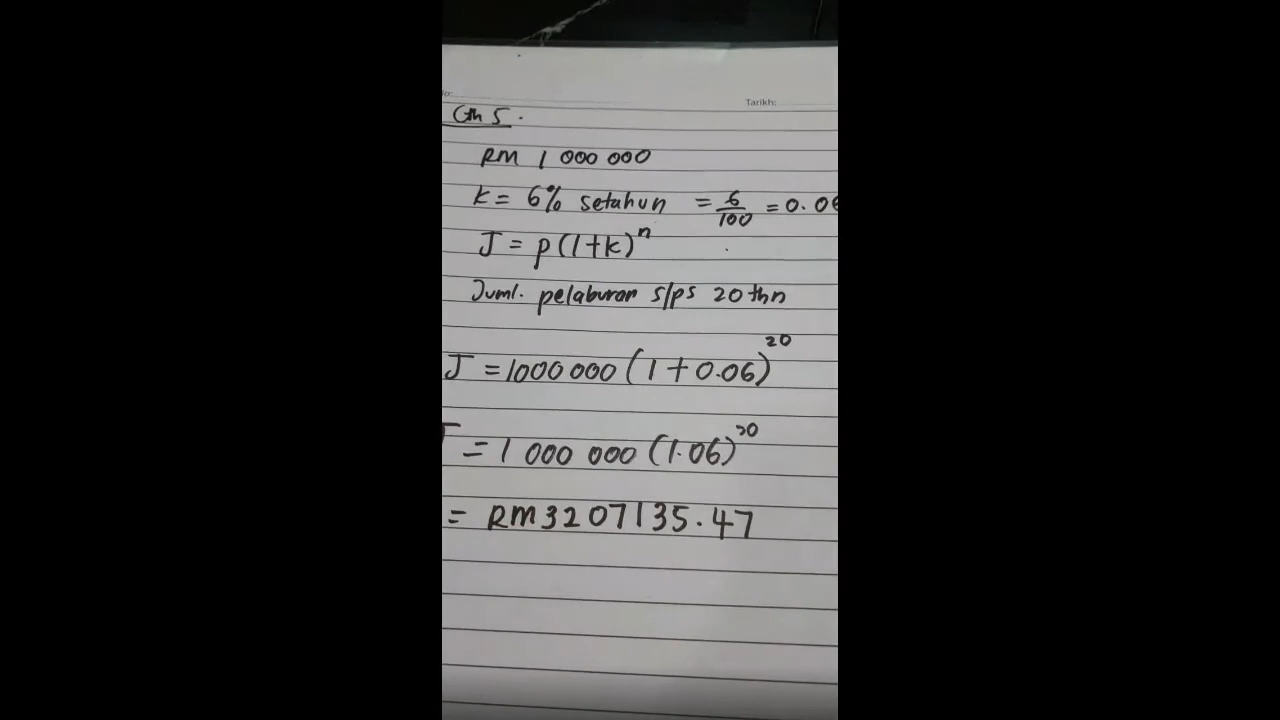 Tarikh:
Cth 5.
RM 1 000 000
K = 6% setahun = 6/100 = 0.06
J = p(1+k)^n
Juml. pelaburan s/ps 20 thn
J = 1000 000 (1 + 0.06)^20
= 1 000 000 (1.06)^20
= RM3207135.47